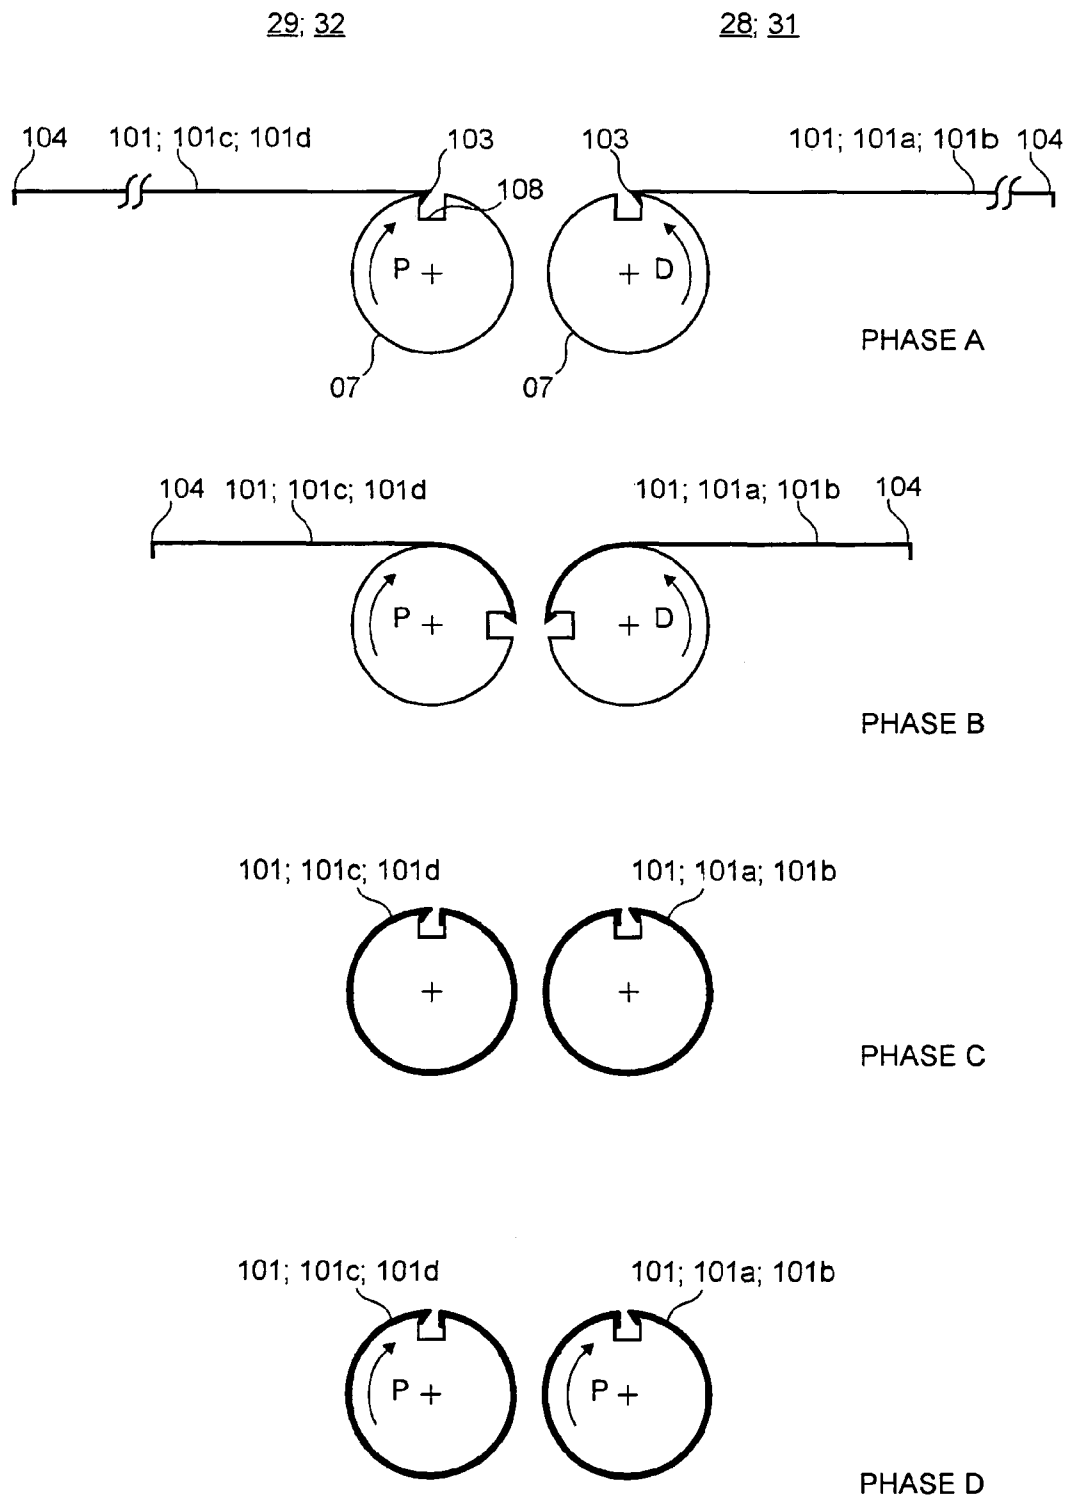 29; 32 28; 31
104 101; 101c; 101d 103 103 101; 101a; 101b 104
108
P D
PHASE A
07 07
104 101; 101c; 101d 101; 101a; 101b 104
P D
PHASE B
101; 101c; 101d 101; 101a; 101b
PHASE C
101; 101c; 101d 101; 101a; 101b
P P
PHASE D